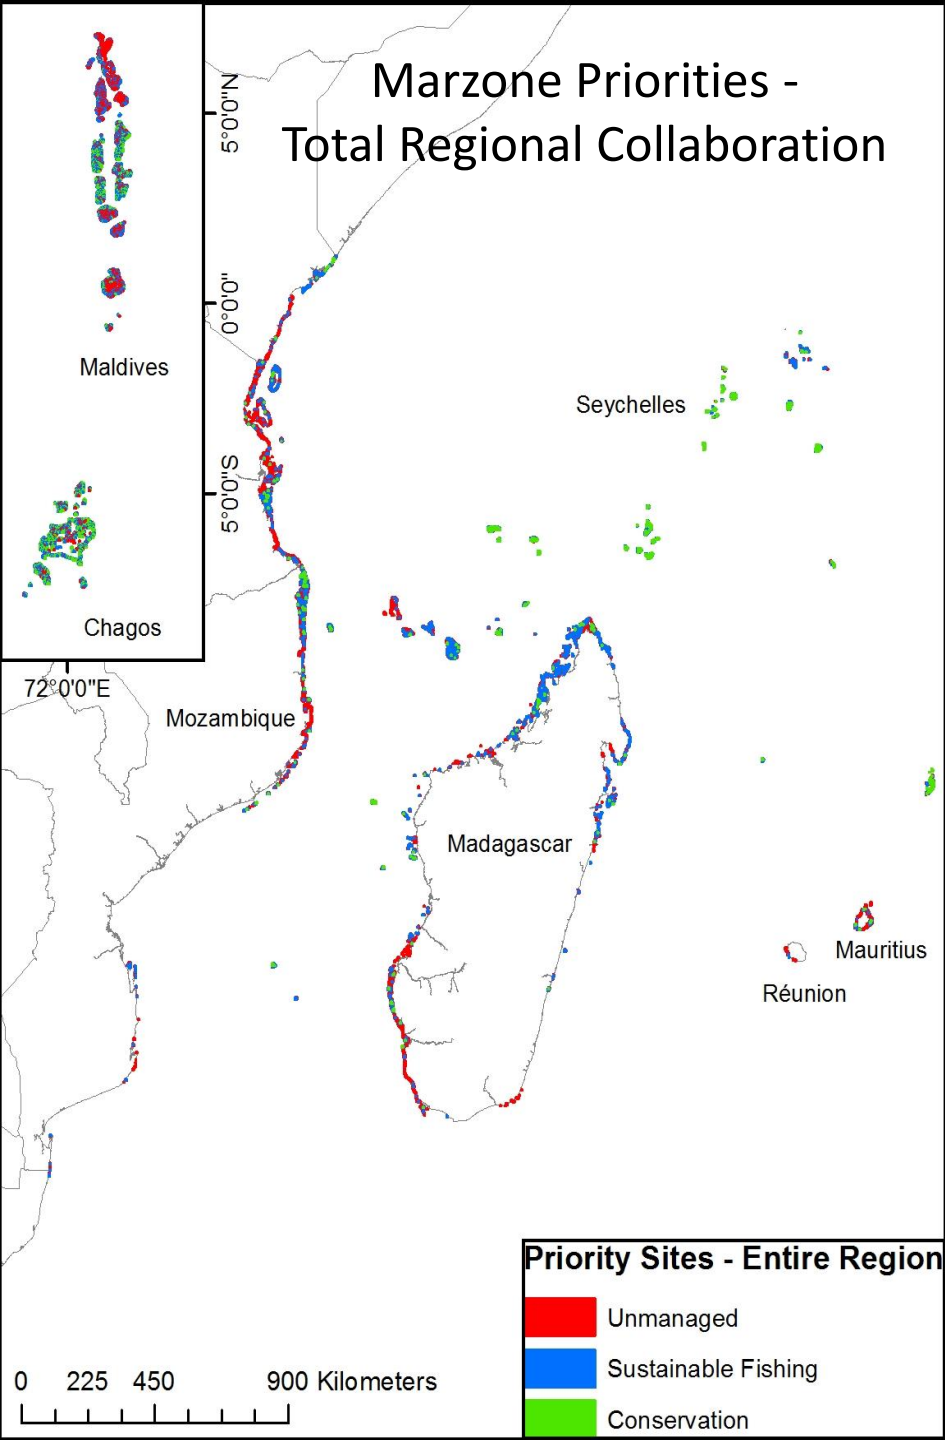 Marzone Priorities -
Total Regional Collaboration
5°0'0"N
0°0'0"
5°0'0"S
Maldives
Seychelles
Chagos
72°0'0"E
Mozambique
Madagascar
Mauritius
Réunion
Priority Sites - Entire Region
Unmanaged
Sustainable Fishing
Conservation
0 225 450 900 Kilometers